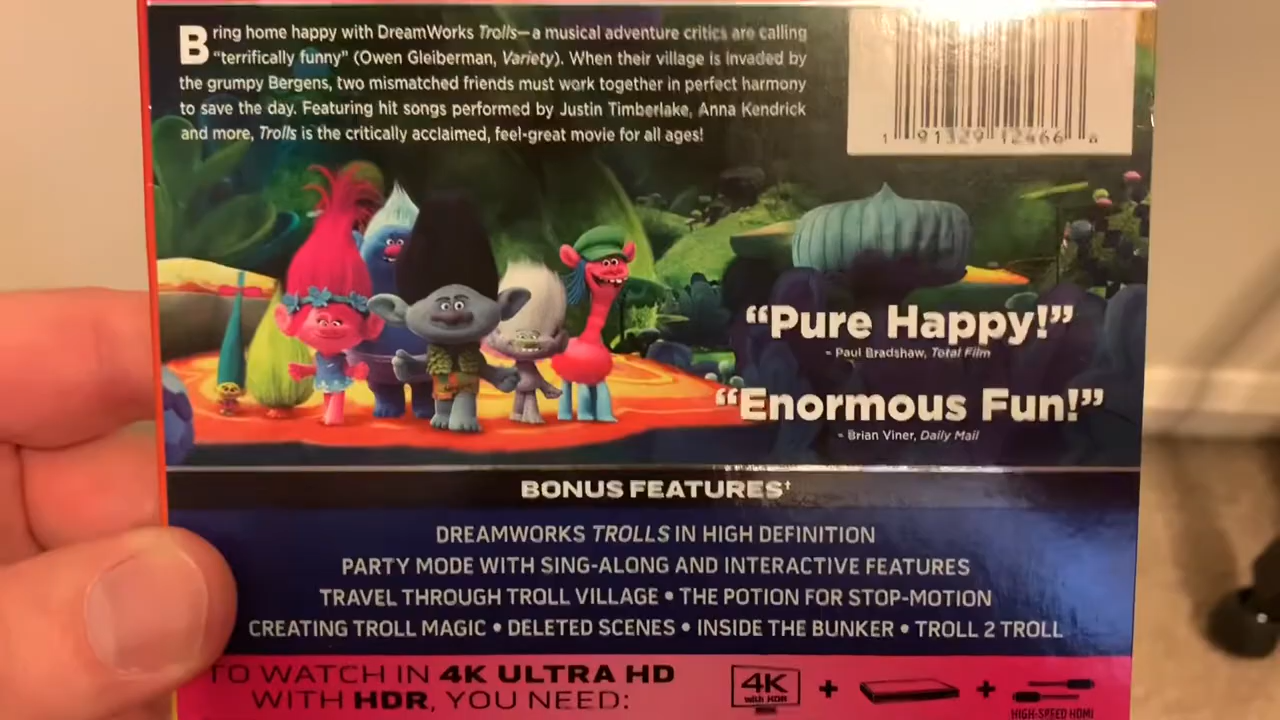 Bring home happy with DreamWorks Trolls—a musical adventure critics are calling
"terrifically funny" (Owen Gleiberman, Variety). When their village is invaded by
the grumpy Bergens, two mismatched friends must work together in perfect harmony
to save the day. Featuring hit songs performed by Justin Timberlake, Anna Kendrick
and more, Trolls is the critically acclaimed, feel-great movie for all ages!
1 91329 12466 8
“Pure Happy!”
- Paul Bradshaw, Total Film
“Enormous Fun!”
- Brian Viner, Daily Mail
BONUS FEATURES†
DREAMWORKS TROLLS IN HIGH DEFINITION
PARTY MODE WITH SING-ALONG AND INTERACTIVE FEATURES
TRAVEL THROUGH TROLL VILLAGE • THE POTION FOR STOP-MOTION
CREATING TROLL MAGIC • DELETED SCENES • INSIDE THE BUNKER • TROLL 2 TROLL
TO WATCH IN 4K ULTRA HD
WITH HDR, YOU NEED:
4K
with HDR
+
+
HIGH-SPEED HDMI